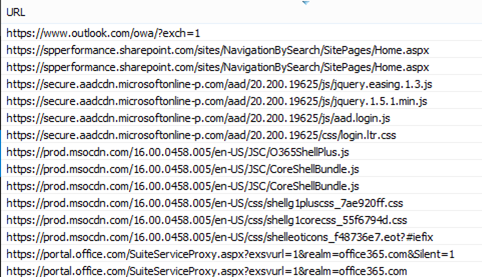 URL
https://www.outlook.com/owa/?exch=1
https://spperformance.sharepoint.com/sites/NavigationBySearch/SitePages/Home.aspx
https://spperformance.sharepoint.com/sites/NavigationBySearch/SitePages/Home.aspx
https://secure.aadcdn.microsoftonline-p.com/aad/20.200.19625/js/jquery.easing.1.3.js
https://secure.aadcdn.microsoftonline-p.com/aad/20.200.19625/js/jquery.1.5.1.min.js
https://secure.aadcdn.microsoftonline-p.com/aad/20.200.19625/js/aad.login.js
https://secure.aadcdn.microsoftonline-p.com/aad/20.200.19625/css/login.ltr.css
https://prod.msocdn.com/16.00.0458.005/en-US/JSC/O365ShellPlus.js
https://prod.msocdn.com/16.00.0458.005/en-US/JSC/CoreShellBundle.js
https://prod.msocdn.com/16.00.0458.005/en-US/JSC/CoreShellBundle.js
https://prod.msocdn.com/16.00.0458.005/en-US/css/shellg1pluscss_7ae920ff.css
https://prod.msocdn.com/16.00.0458.005/en-US/css/shellg1corecss_55f6794d.css
https://prod.msocdn.com/16.00.0458.005/en-US/css/shelleoticons_f48736e7.eot?#iefix
https://portal.office.com/SuiteServiceProxy.aspx?exsvurl=1&realm=office365.com&Silent=1
https://portal.office.com/SuiteServiceProxy.aspx?exsvurl=1&realm=office365.com